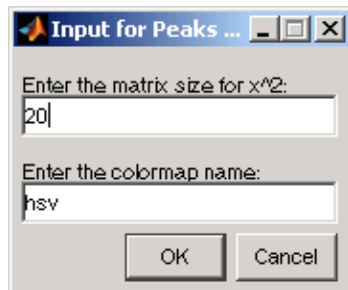 Input for Peaks ...
Enter the matrix size for x^2:
20
Enter the colormap name:
hsv
OK Cancel